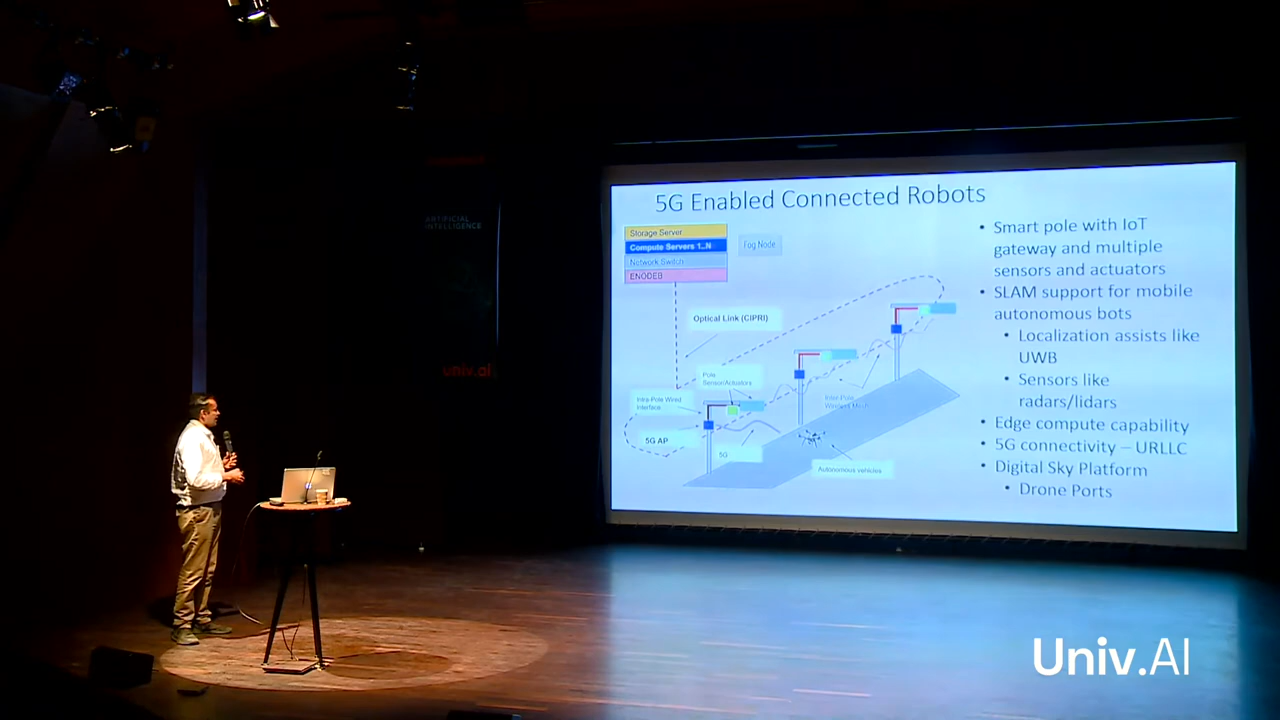 ARTIFICIAL
INTELLIGENCE
univ.ai
5G Enabled Connected Robots
Storage Server
Compute Servers 1..N
Network Switch
ENODEB
Fog Node
Optical Link (CIPRI)
Pole
Sensor/Actuators
Intra-Pole Wired
Interface
Inter-Pole
Wireless Mesh
5G AP
5G
Autonomous vehicles
• Smart pole with IoT
gateway and multiple
sensors and actuators
• SLAM support for mobile
autonomous bots
• Localization assists like
UWB
• Sensors like
radars/lidars
• Edge compute capability
• 5G connectivity – URLLC
• Digital Sky Platform
• Drone Ports
Univ.AI